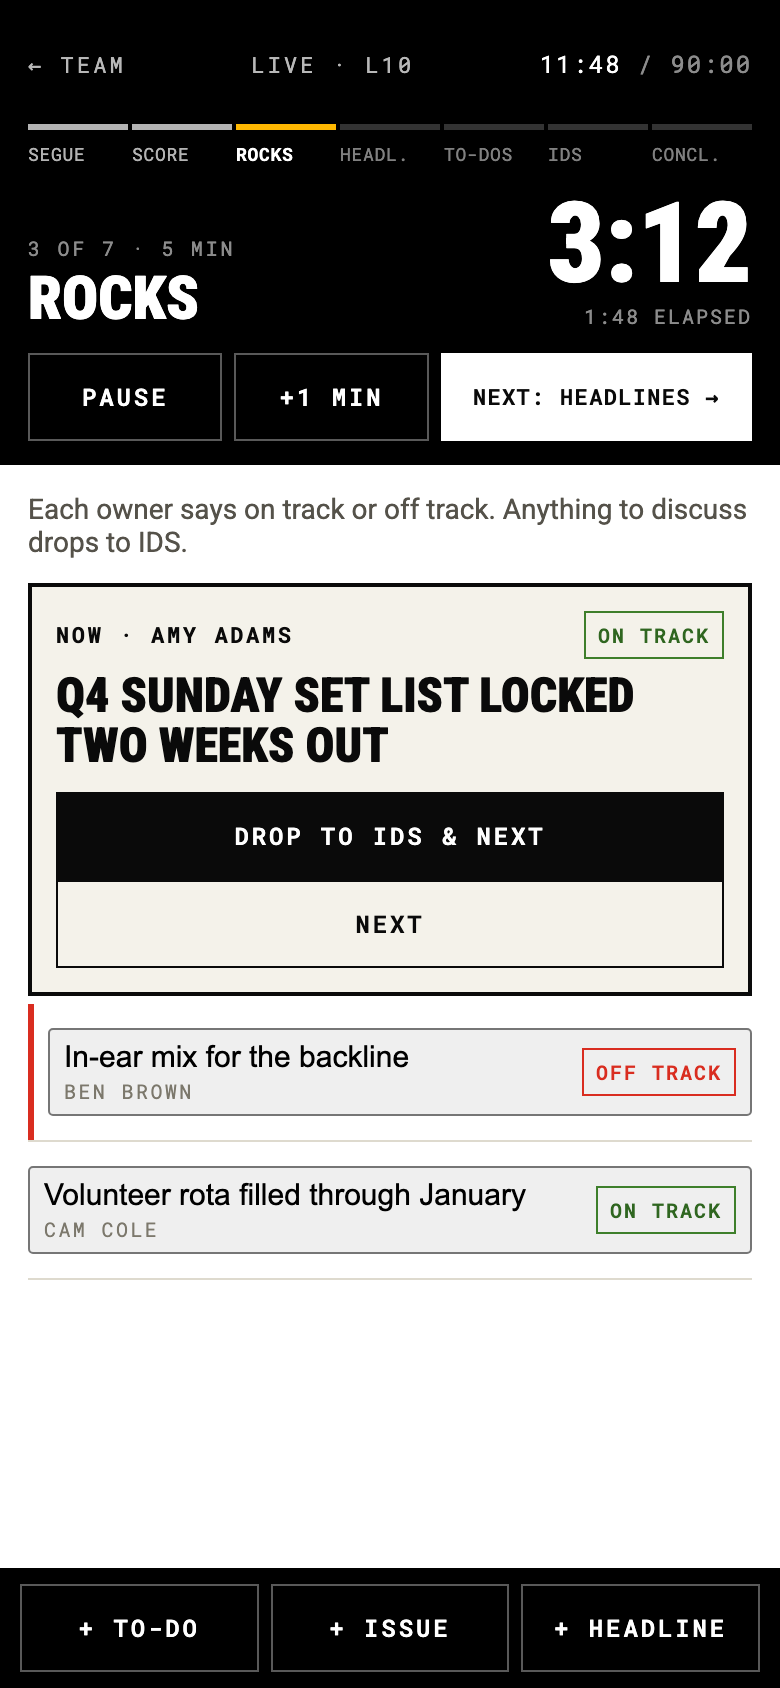 ← TEAM
LIVE · L10
11:48 / 90:00
SEGUE
SCORE
ROCKS
HEADL.
TO-DOS
IDS
CONCL.
3 OF 7 · 5 MIN
ROCKS
3:12
1:48 ELAPSED
PAUSE
+1 MIN
NEXT: HEADLINES →
Each owner says on track or off track. Anything to discuss
drops to IDS.
NOW · AMY ADAMS
ON TRACK
Q4 SUNDAY SET LIST LOCKED
TWO WEEKS OUT
DROP TO IDS & NEXT
NEXT
In-ear mix for the backline
BEN BROWN
OFF TRACK
Volunteer rota filled through January
CAM COLE
ON TRACK
+ TO-DO
+ ISSUE
+ HEADLINE